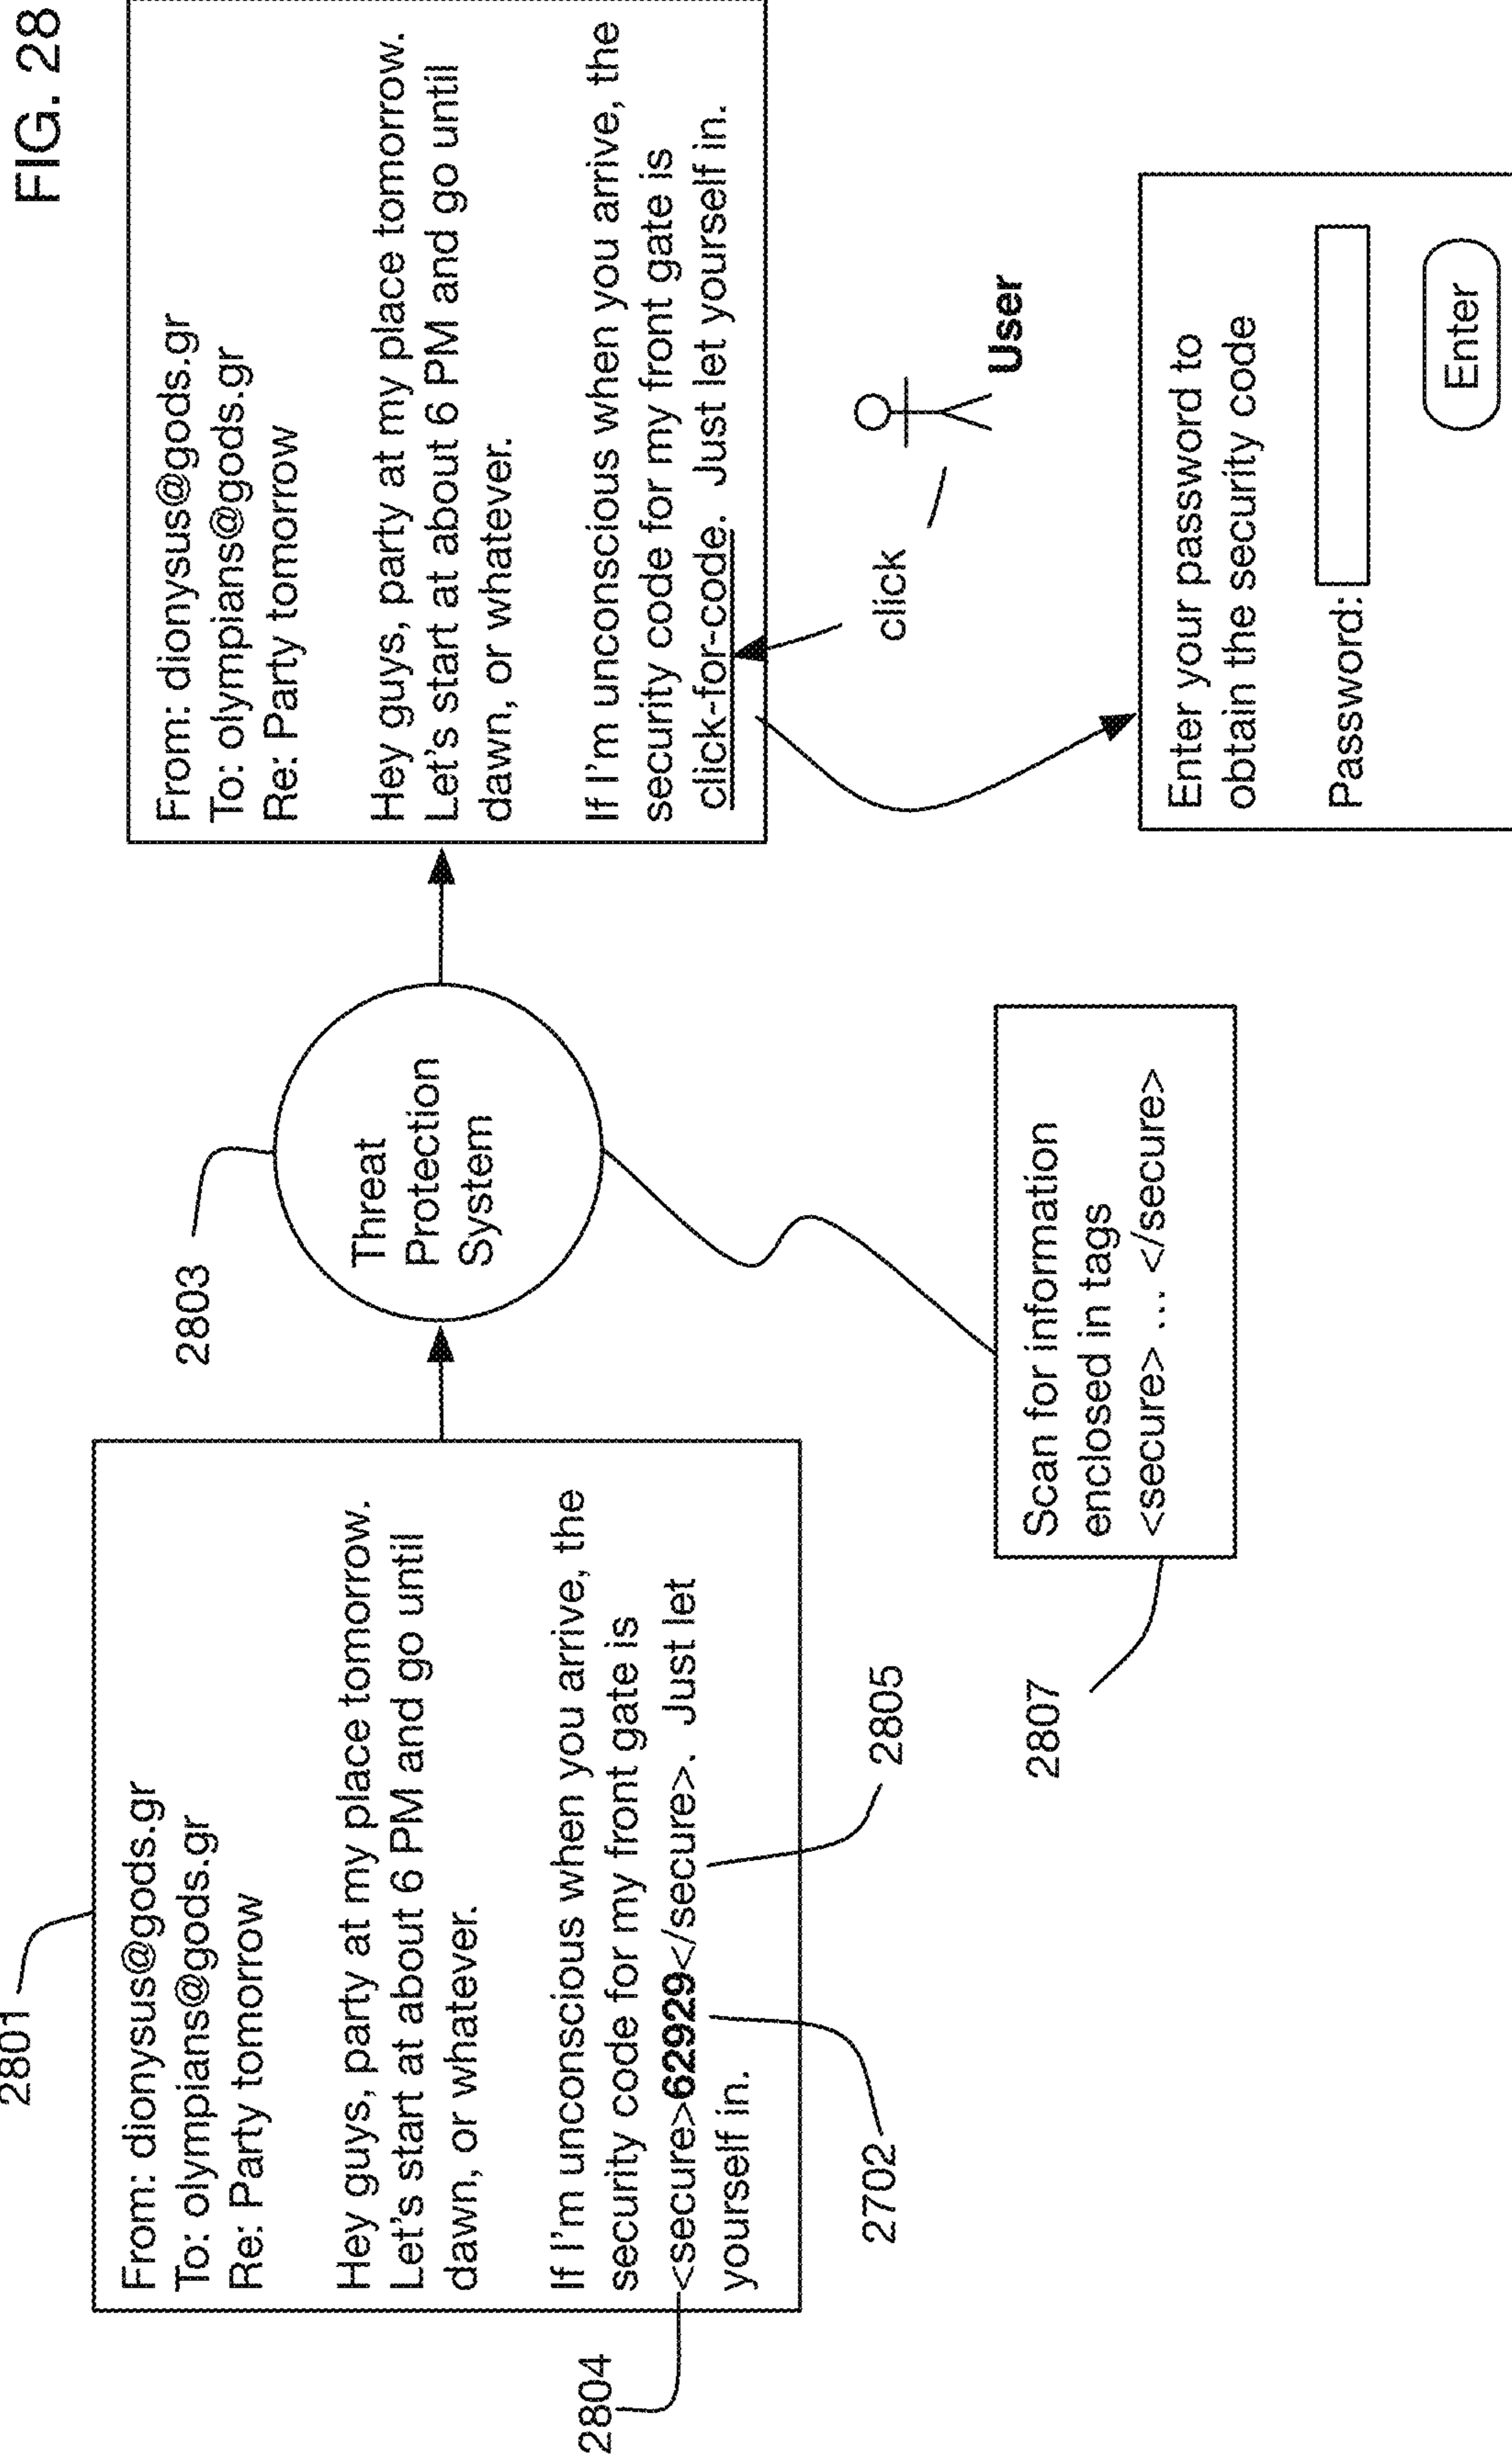 FIG. 28
2801
From: dionysus@gods.gr
To: olympians@gods.gr
Re: Party tomorrow
Hey guys, party at my place tomorrow.
Let's start at about 6 PM and go until
dawn, or whatever.
If I'm unconscious when you arrive, the
security code for my front gate is
<secure>62929</secure>. Just let
yourself in.
2804
2702
2805
2803
Threat
Protection
System
2807
Scan for information
enclosed in tags
<secure> ... </secure>
From: dionysus@gods.gr
To: olympians@gods.gr
Re: Party tomorrow
Hey guys, party at my place tomorrow.
Let's start at about 6 PM and go until
dawn, or whatever.
If I'm unconscious when you arrive, the
security code for my front gate is
click-for-code. Just let yourself in.
click
User
Enter your password to
obtain the security code
Password:
Enter